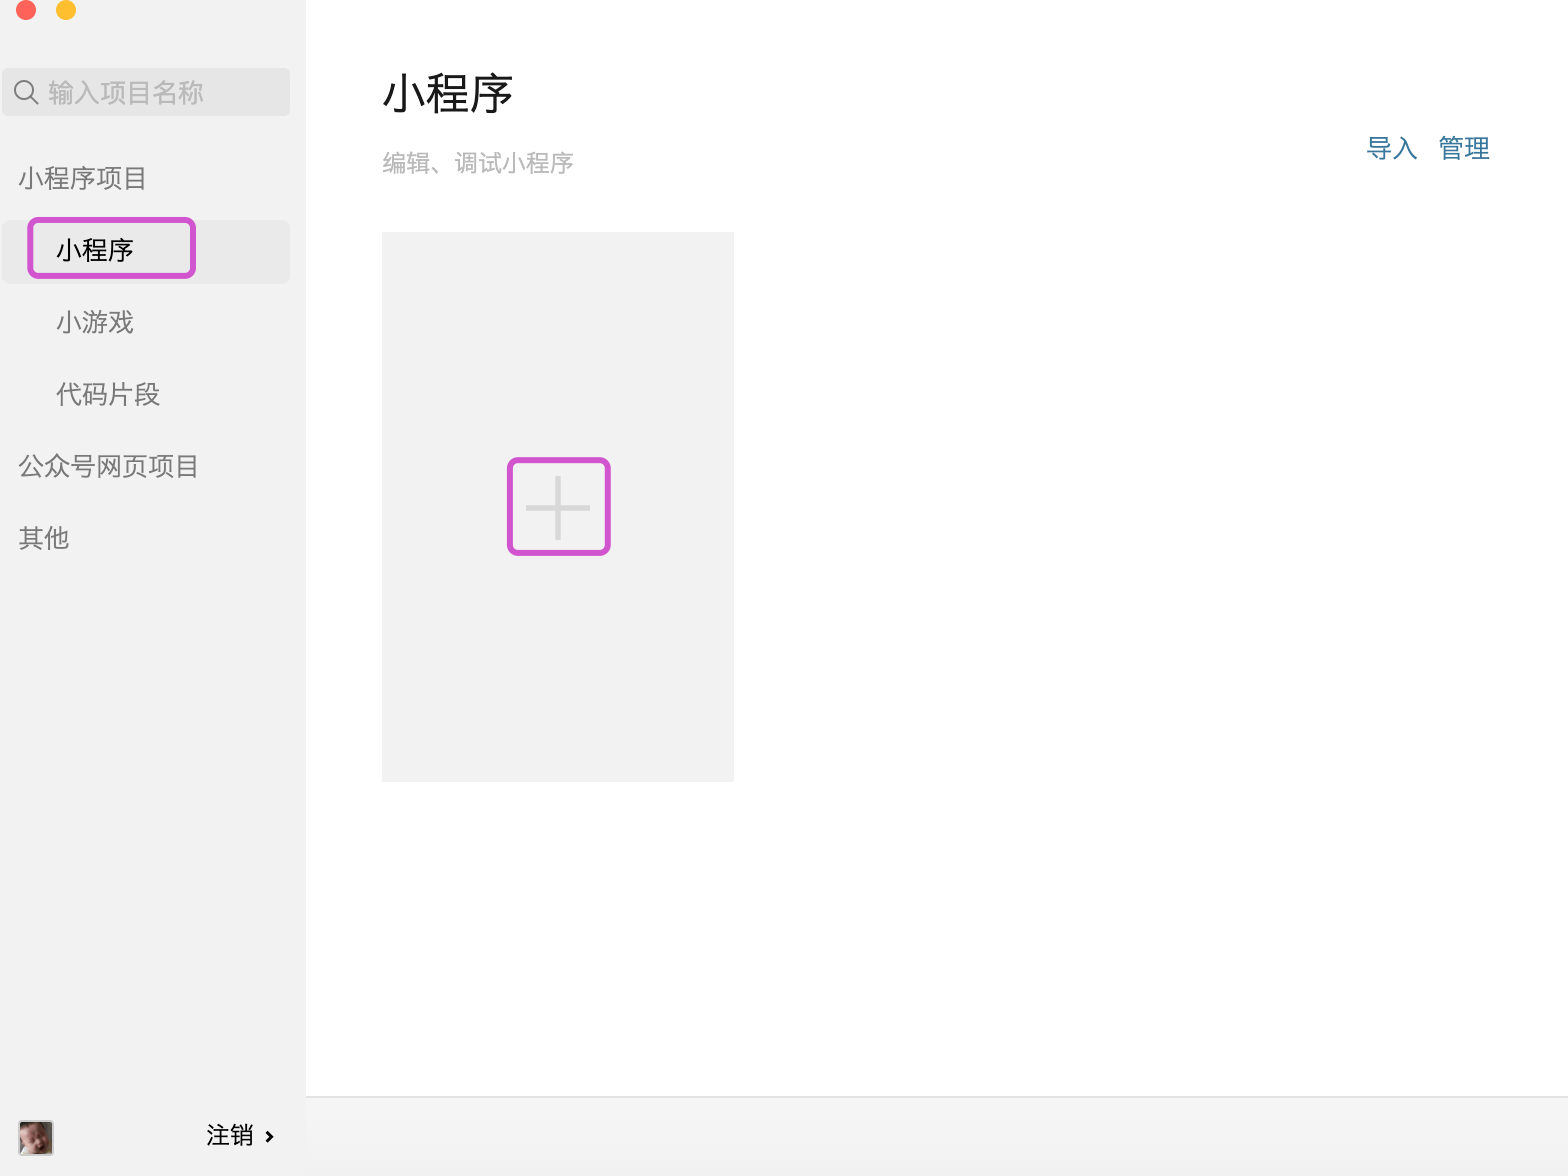 输入项目名称
小程序项目
小程序
小游戏
代码片段
公众号网页项目
其他
注销
小程序
编辑、调试小程序
导入 管理